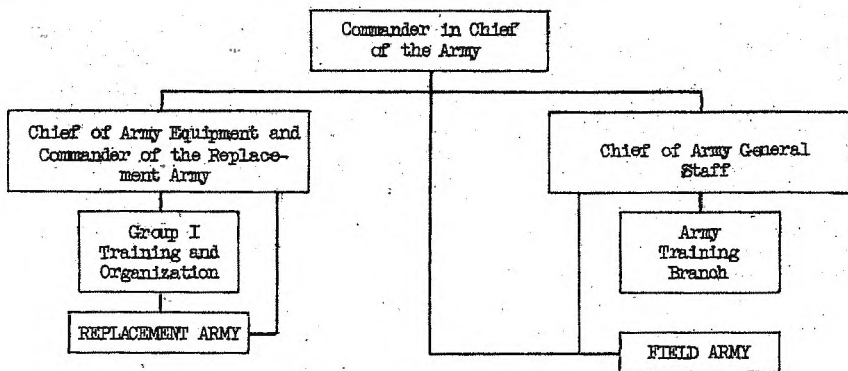 Commander in Chief
of the Army
Chief of Army Equipment and
Commander of the Replace-
ment Army
Chief of Army General
Staff
Group I
Training and
Organization
Army
Training
Branch
REPLACEMENT ARMY
FIELD ARMY